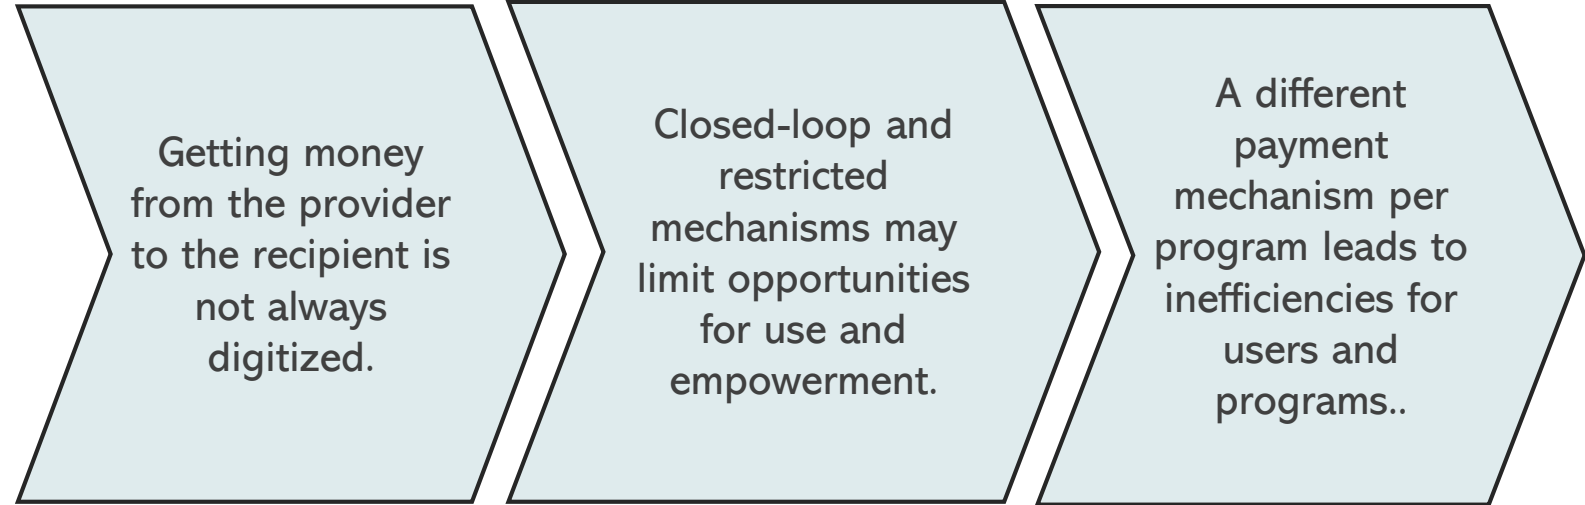 Getting money
from the provider
to the recipient is
not always
digitized.
Closed-loop and
restricted
mechanisms may
limit opportunities
for use and
empowerment.
A different
payment
mechanism per
program leads to
inefficiencies for
users and
programs..